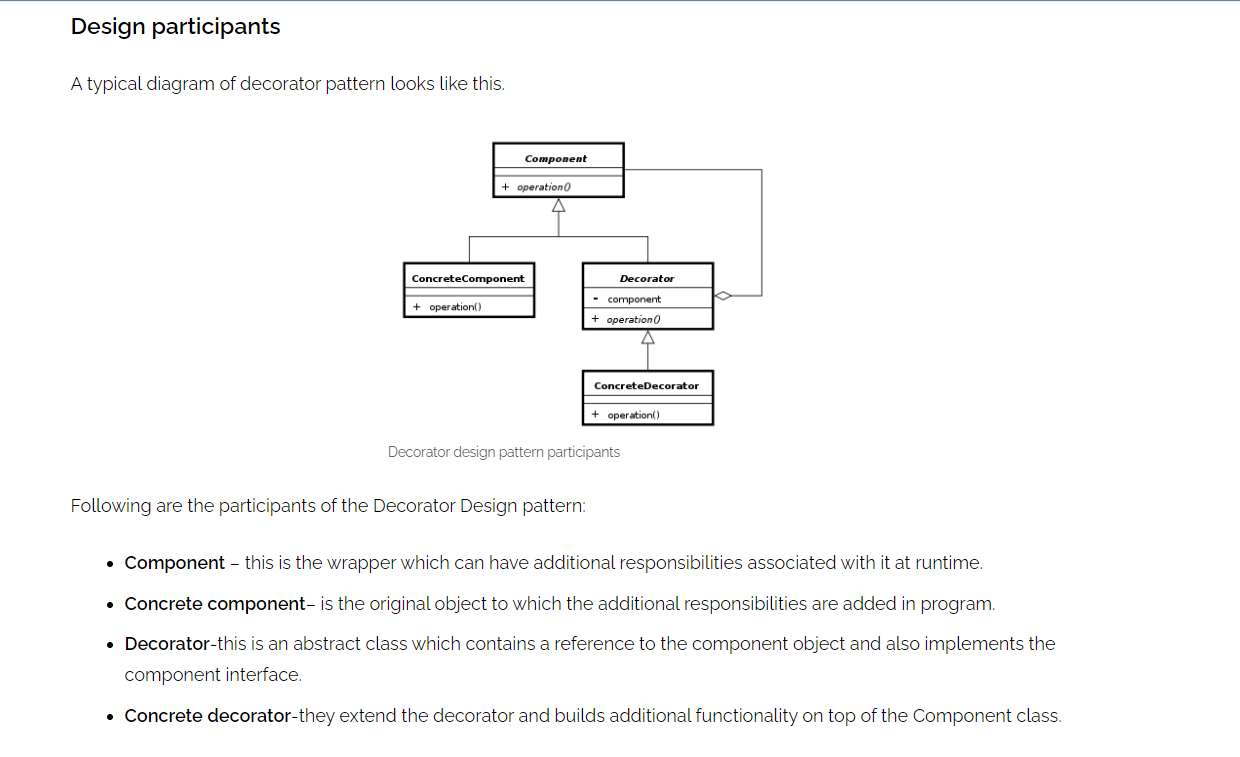 Design participants
A typical diagram of decorator pattern looks like this.
Component
+ operation()
ConcreteComponent
+ operation()
Decorator
- component
+ operation()
ConcreteDecorator
+ operation()
Decorator design pattern participants
Following are the participants of the Decorator Design pattern:
• Component – this is the wrapper which can have additional responsibilities associated with it at runtime.
• Concrete component– is the original object to which the additional responsibilities are added in program.
• Decorator-this is an abstract class which contains a reference to the component object and also implements the
component interface.
• Concrete decorator-they extend the decorator and builds additional functionality on top of the Component class.